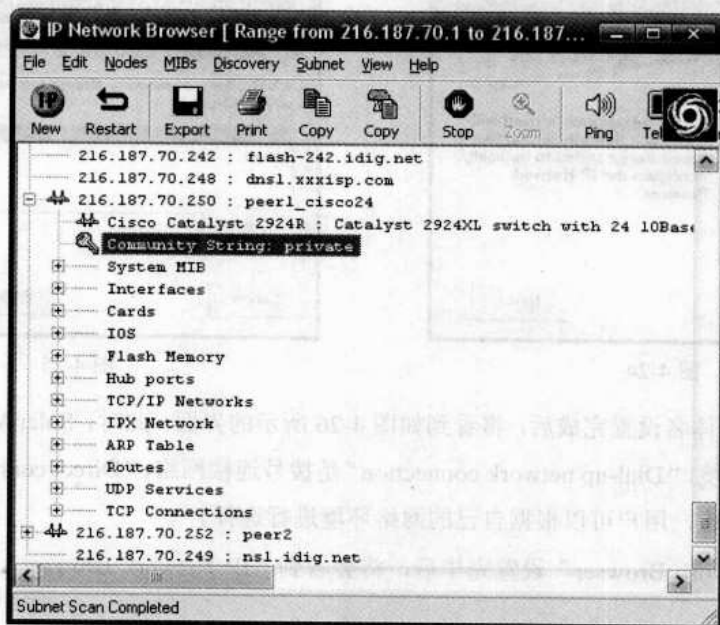 IP Network Browser [ Range from 216.187.70.1 to 216.187...
File Edit Nodes MIBs Discovery Subnet View Help
New Restart Export Print Copy Copy Stop Zoom Ping Tel
216.187.70.242 : flash-242.idig.net
216.187.70.248 : dns1.xxxisp.com
216.187.70.250 : peer1_cisco24
Cisco Catalyst 2924R : Catalyst 2924XL switch with 24 10Base
Community String: private
System MIB
Interfaces
Cards
IOS
Flash Memory
Hub ports
TCP/IP Networks
IPX Network
ARP Table
Routes
UDP Services
TCP Connections
216.187.70.252 : peer2
216.187.70.249 : ns1.idig.net
Subnet Scan Completed